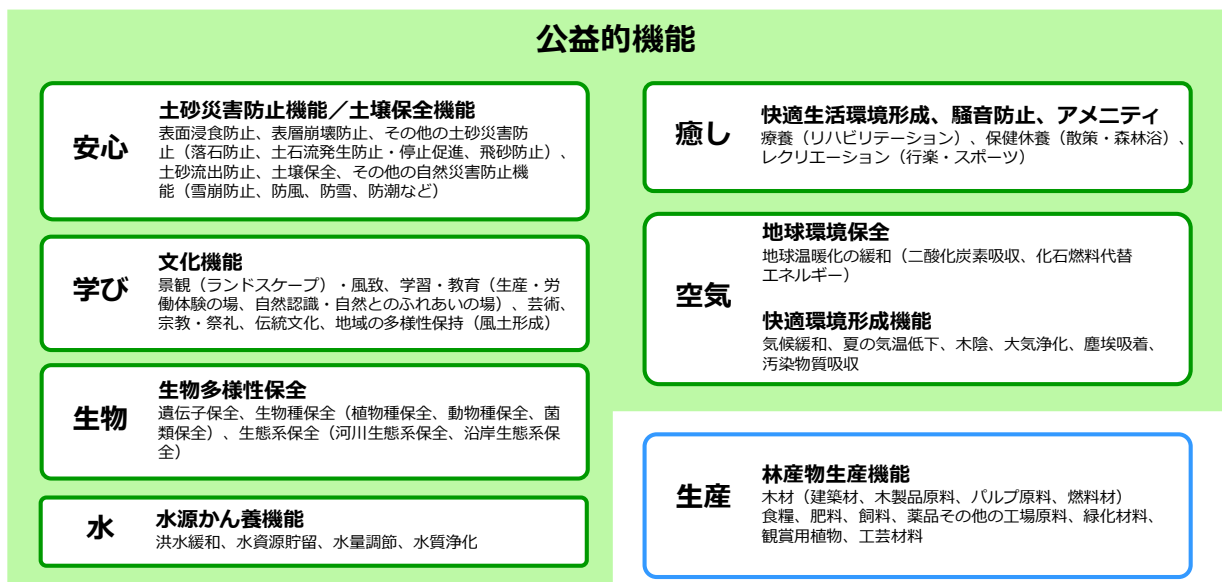 公益的機能
安心
土砂災害防止機能／土壌保全機能
表面浸食防止、表層崩壊防止、その他の土砂災害防
止（落石防止、土石流発生防止・停止促進、飛砂防止）、
土砂流出防止、土壌保全、その他の自然災害防止機
能（雪崩防止、防風、防雪、防潮など）
学び
文化機能
景観（ランドスケープ）・風致、学習・教育（生産・労
働体験の場、自然認識・自然とのふれあいの場）、芸術、
宗教・祭礼、伝統文化、地域の多様性保持（風土形成）
生物
生物多様性保全
遺伝子保全、生物種保全（植物種保全、動物種保全、菌
類保全）、生態系保全（河川生態系保全、沿岸生態系保
全）
水
水源かん養機能
洪水緩和、水資源貯留、水量調節、水質浄化
癒し
快適生活環境形成、騒音防止、アメニティ
療養（リハビリテーション）、保健休養（散策・森林浴）、
レクリエーション（行楽・スポーツ）
空気
地球環境保全
地球温暖化の緩和（二酸化炭素吸収、化石燃料代替
エネルギー）
快適環境形成機能
気候緩和、夏の気温低下、木陰、大気浄化、塵埃吸着、
汚染物質吸収
生産
林産物生産機能
木材（建築材、木製品原料、パルプ原料、燃料材）
食糧、肥料、飼料、薬品その他の工場原料、緑化材料、
観賞用植物、工芸材料